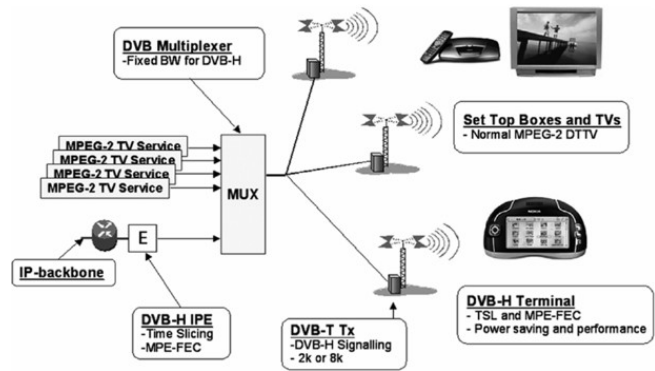 DVB Multiplexer
-Fixed BW for DVB-H
MPEG-2 TV Service
MPEG-2 TV Service
MPEG-2 TV Service
MPEG-2 TV Service
MUX
Set Top Boxes and TVs
- Normal MPEG-2 DTTV
E
IP-backbone
NOKIA
DVB-H IPE
-Time Slicing
-MPE-FEC
DVB-T Tx
-DVB-H Signalling
- 2k or 8k
DVB-H Terminal
- TSL and MPE-FEC
- Power saving and performance